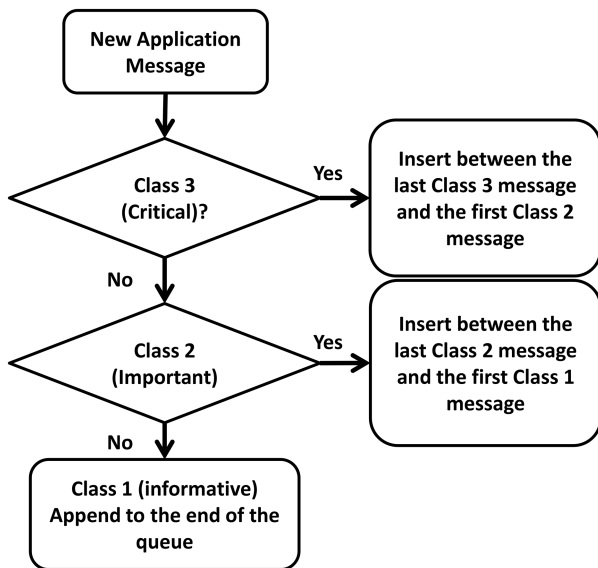 New Application
Message
Class 3
(Critical)?
Yes
Insert between the
last Class 3 message
and the first Class 2
message
No
Class 2
(Important)
Yes
Insert between the
last Class 2 message
and the first Class 1
message
No
Class 1 (informative)
Append to the end of the
queue